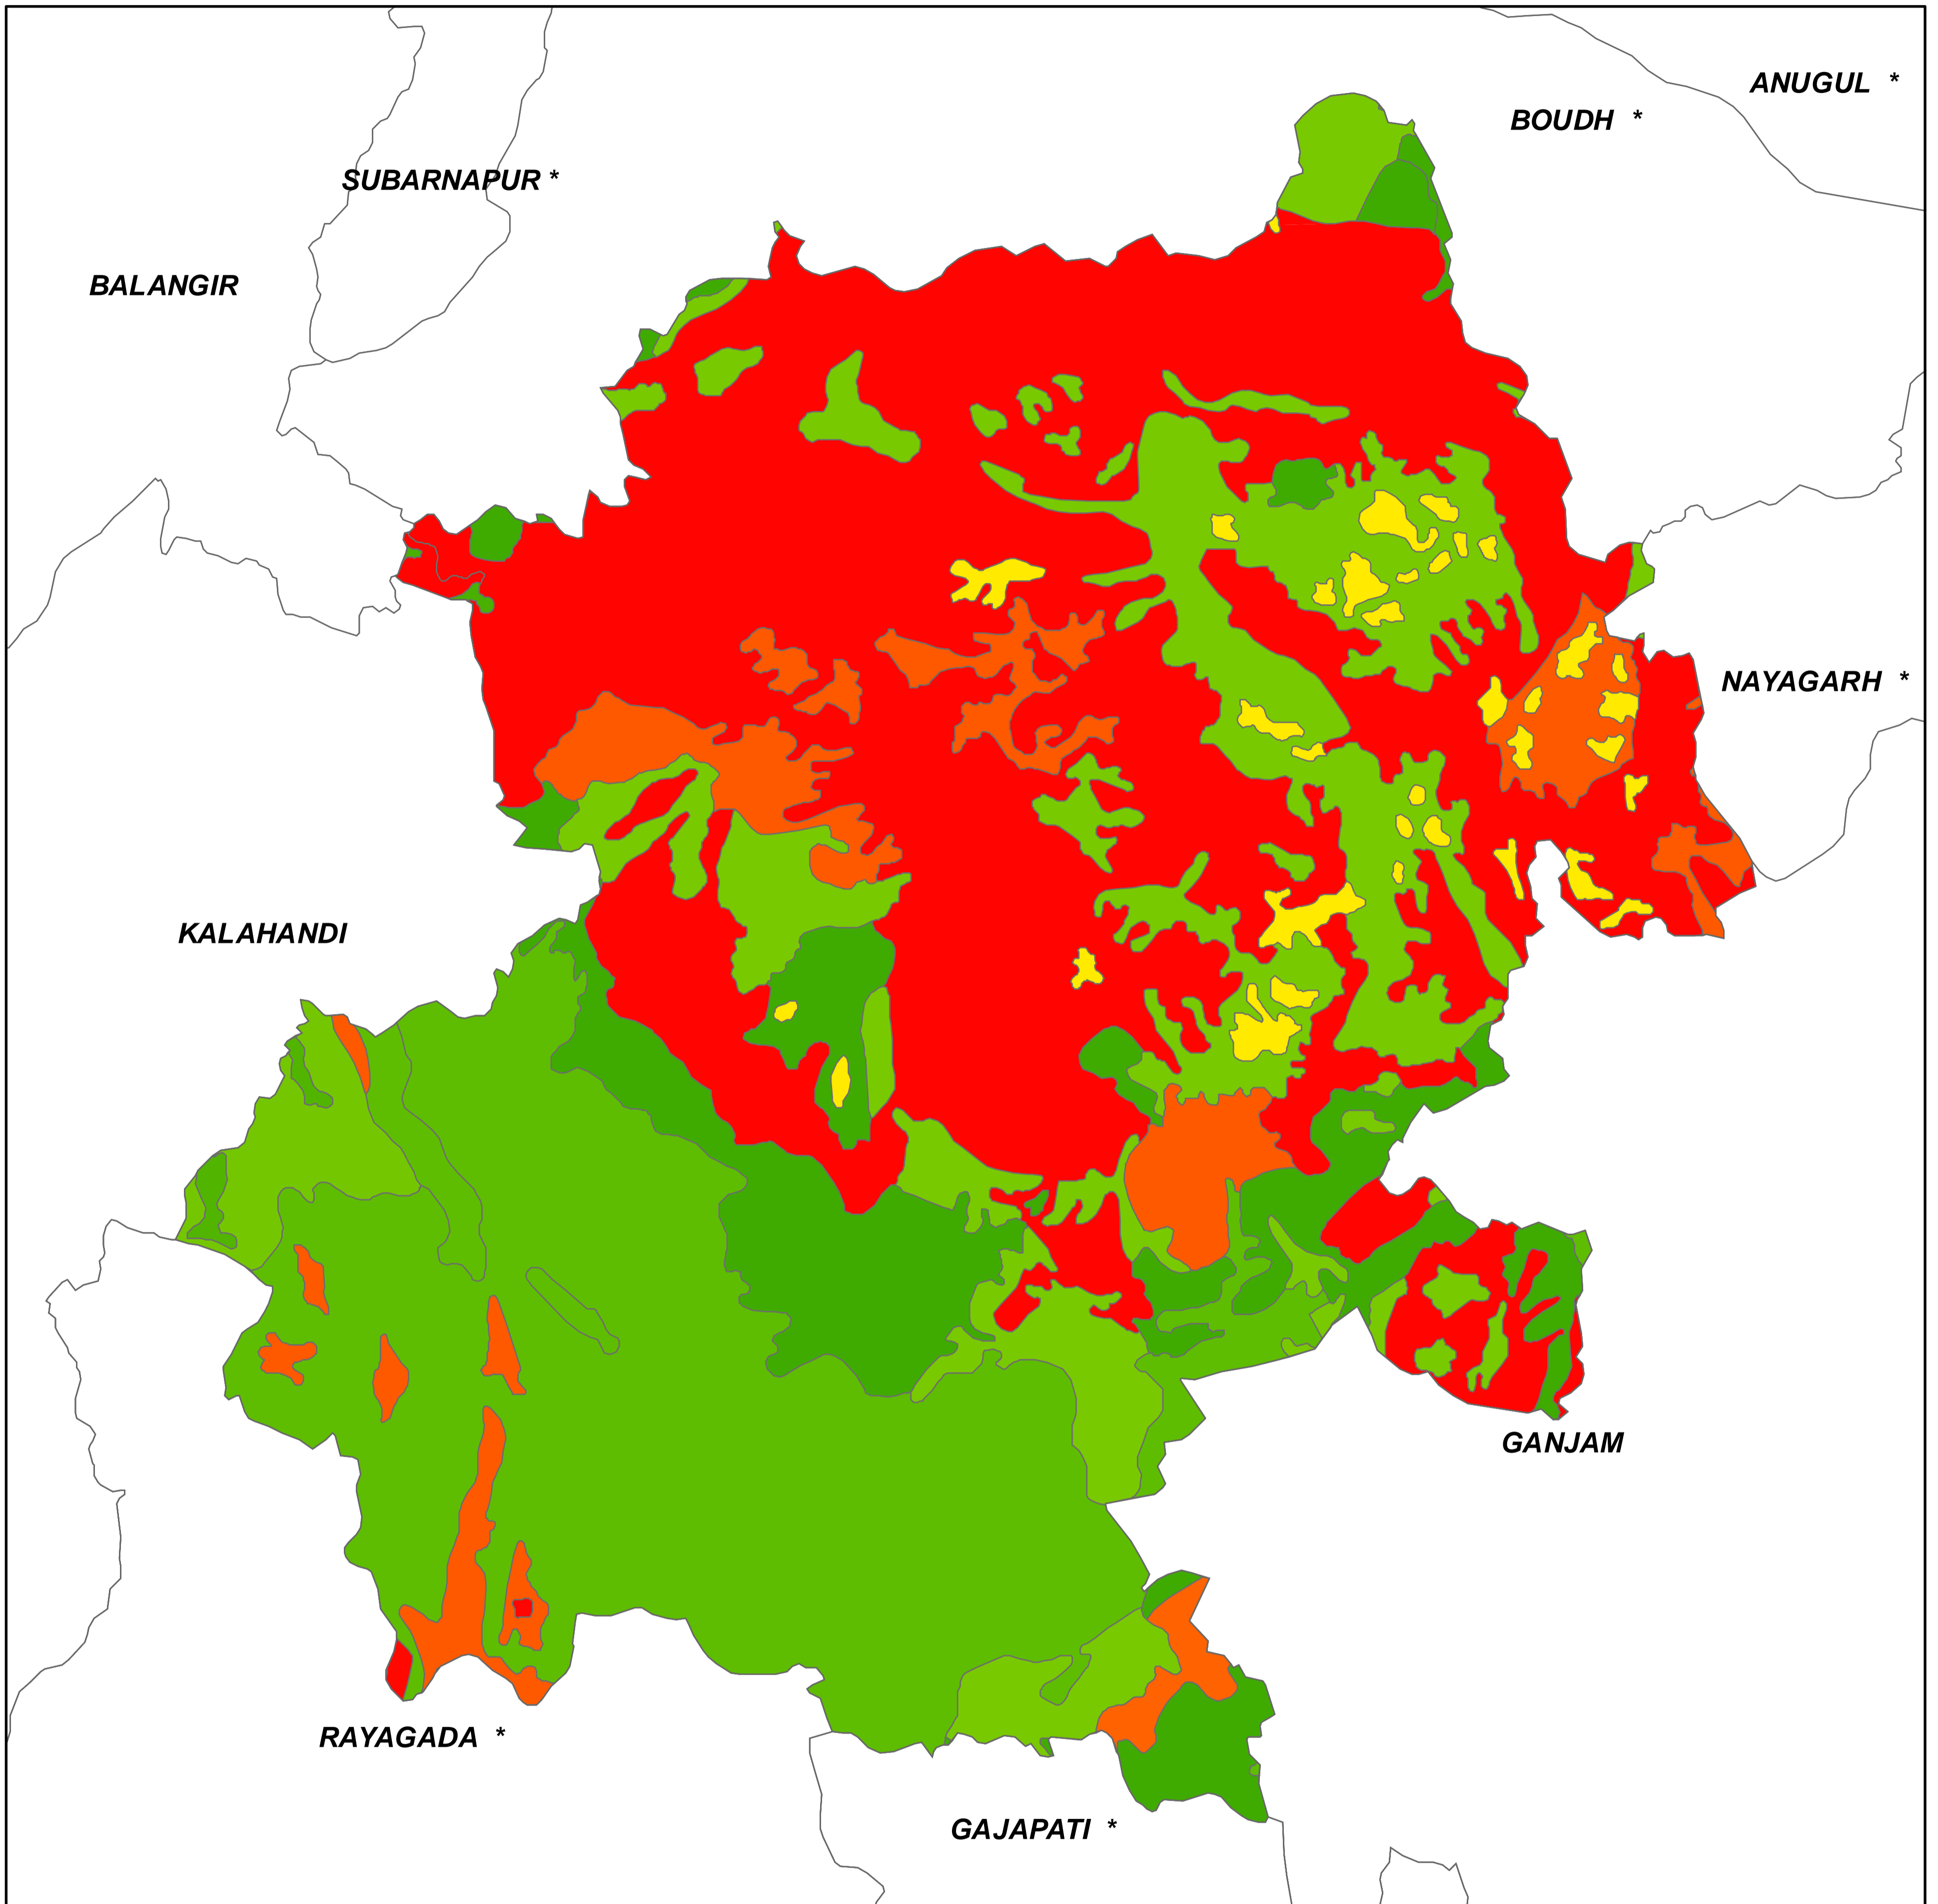 ANUGUL *
BOUDH *
SUBARNAPUR *
BALANGIR
NAYAGARH *
KALAHANDI
GANJAM
RAYAGADA *
GAJAPATI *